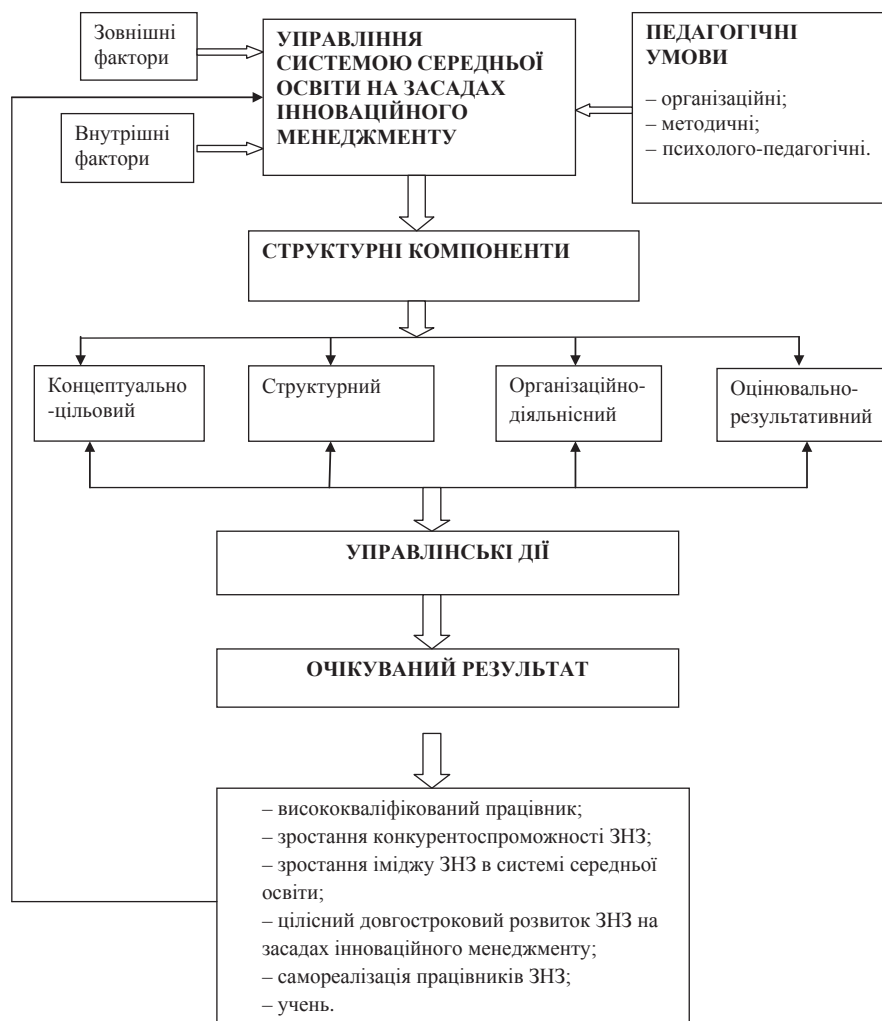 Зовнішні
фактори
Внутрішні
фактори
УПРАВЛІННЯ
СИСТЕМОЮ СЕРЕДНЬОЇ
ОСВІТИ НА ЗАСАДАХ
ІННОВАЦІЙНОГО
МЕНЕДЖМЕНТУ
ПЕДАГОГІЧНІ
УМОВИ
– організаційні;
– методичні;
– психолого-педагогічні.
СТРУКТУРНІ КОМПОНЕНТИ
Концептуально
-цільовий
Структурний
Організаційно-
діяльнісний
Оцінювально-
результативний
УПРАВЛІНСЬКІ ДІЇ
ОЧІКУВАНИЙ РЕЗУЛЬТАТ
– висококваліфікований працівник;
– зростання конкурентоспроможності ЗНЗ;
– зростання іміджу ЗНЗ в системі середньої
освіти;
– цілісний довгостроковий розвиток ЗНЗ на
засадах інноваційного менеджменту;
– самореалізація працівників ЗНЗ;
– учень.